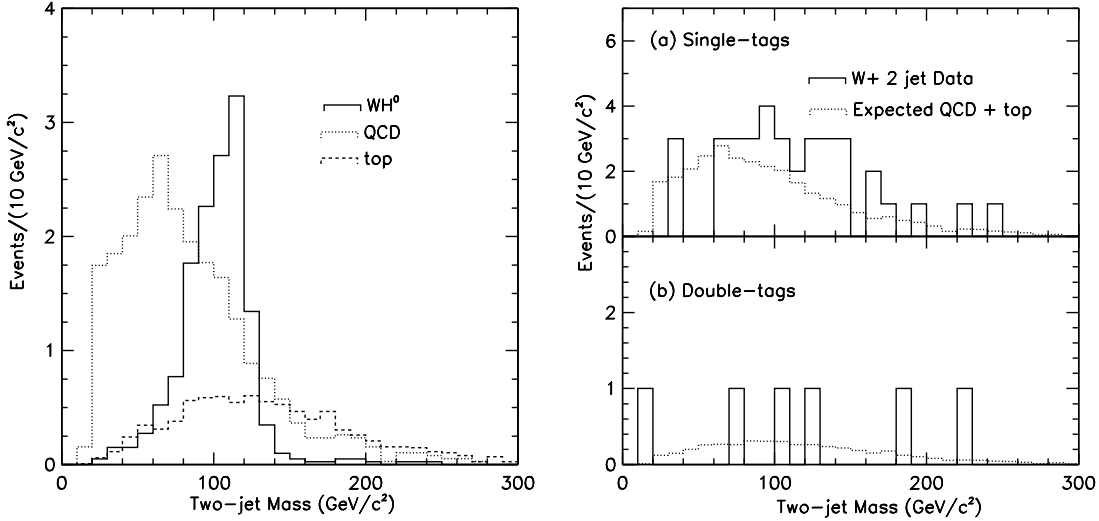 4
3
2
1
0
0
100
200
300
Events/(10 GeV/c²)
Two-jet Mass (GeV/c²)
WH⁰
QCD
top
6
4
2
0
(a) Single-tags
W+ 2 jet Data
Expected QCD + top
Events/(10 GeV/c²)
(b) Double-tags
2
1
0
0
100
200
300
Two-jet Mass (GeV/c²)